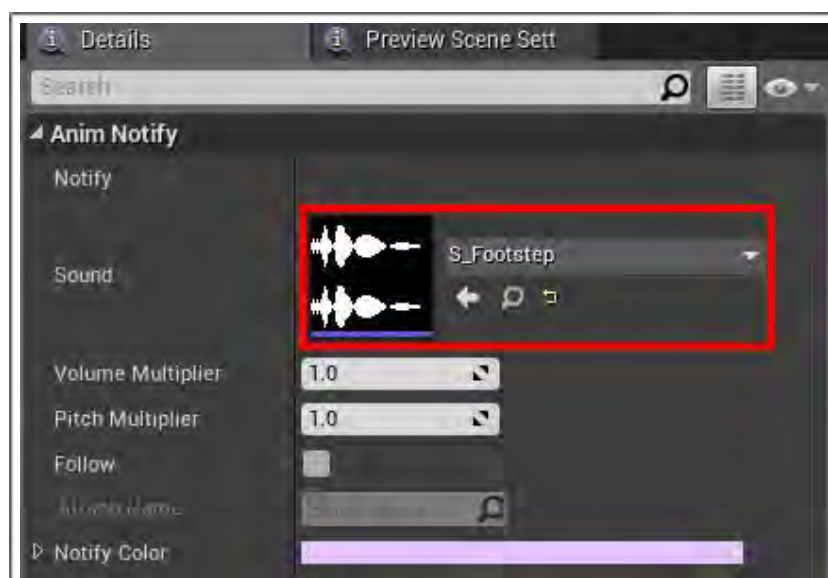 Details
Preview Scene Sett
Search
Anim Notify
Notify
Sound
S_Footstep
Volume Multiplier
1.0
Pitch Multiplier
1.0
Follow
Notify Color